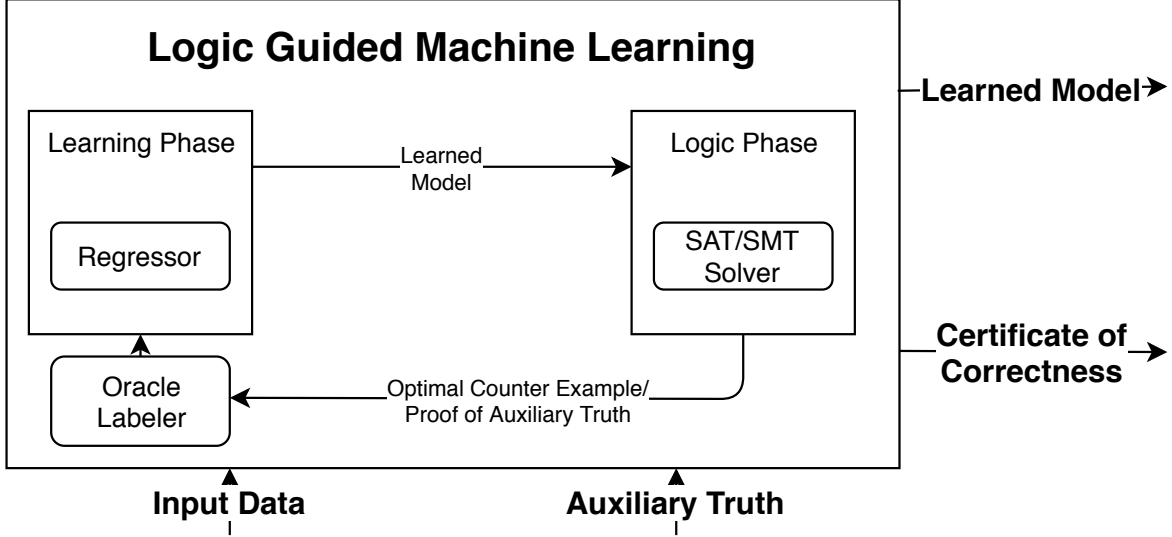 Logic Guided Machine Learning
Learned Model
Learning Phase
Learned
Model
Logic Phase
Regressor
SAT/SMT
Solver
Certificate of
Correctness
Oracle
Labeler
Optimal Counter Example/
Proof of Auxiliary Truth
Input Data
Auxiliary Truth